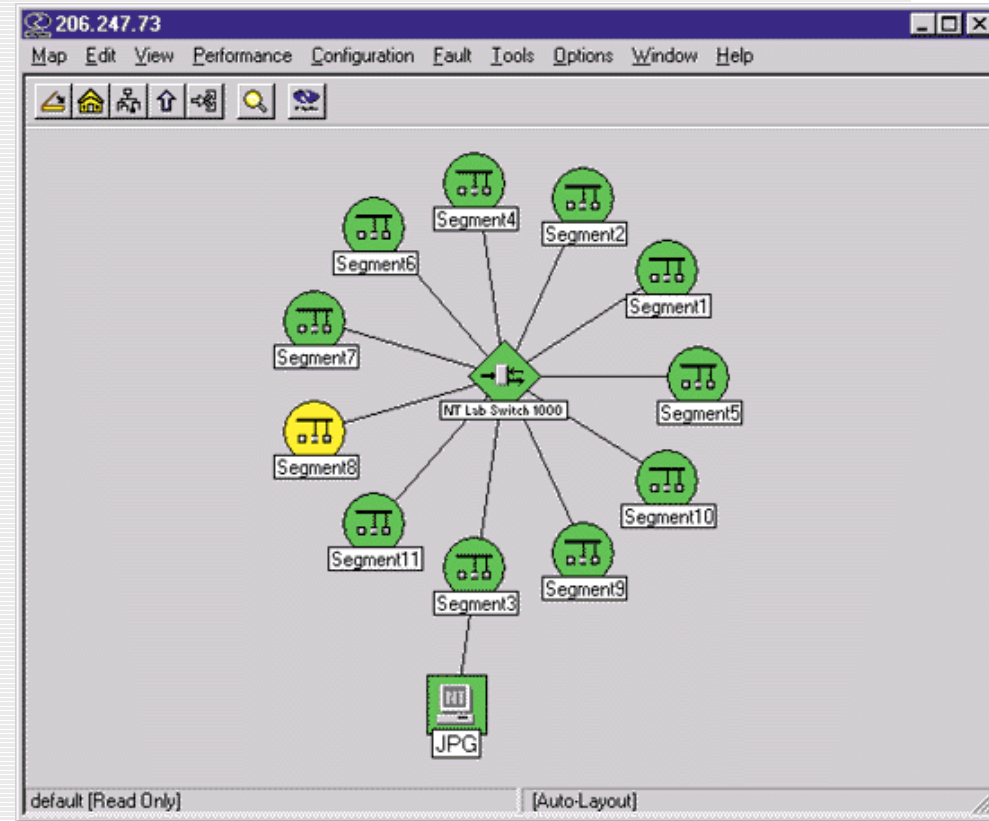 206.247.73
Map Edit View Performance Configuration Fault Tools Options Window Help
Segment4
Segment2
Segment6
Segment1
Segment7
NT Lab Switch 1000
Segment5
Segment8
Segment10
Segment11
Segment9
Segment3
NT
JPG
default [Read Only] [Auto-Layout]